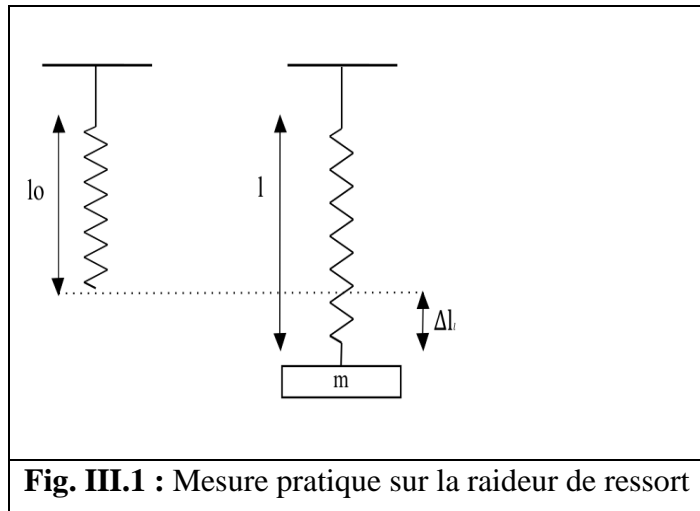 lo
l
Δl
m
Fig. III.1 : Mesure pratique sur la raideur de ressort